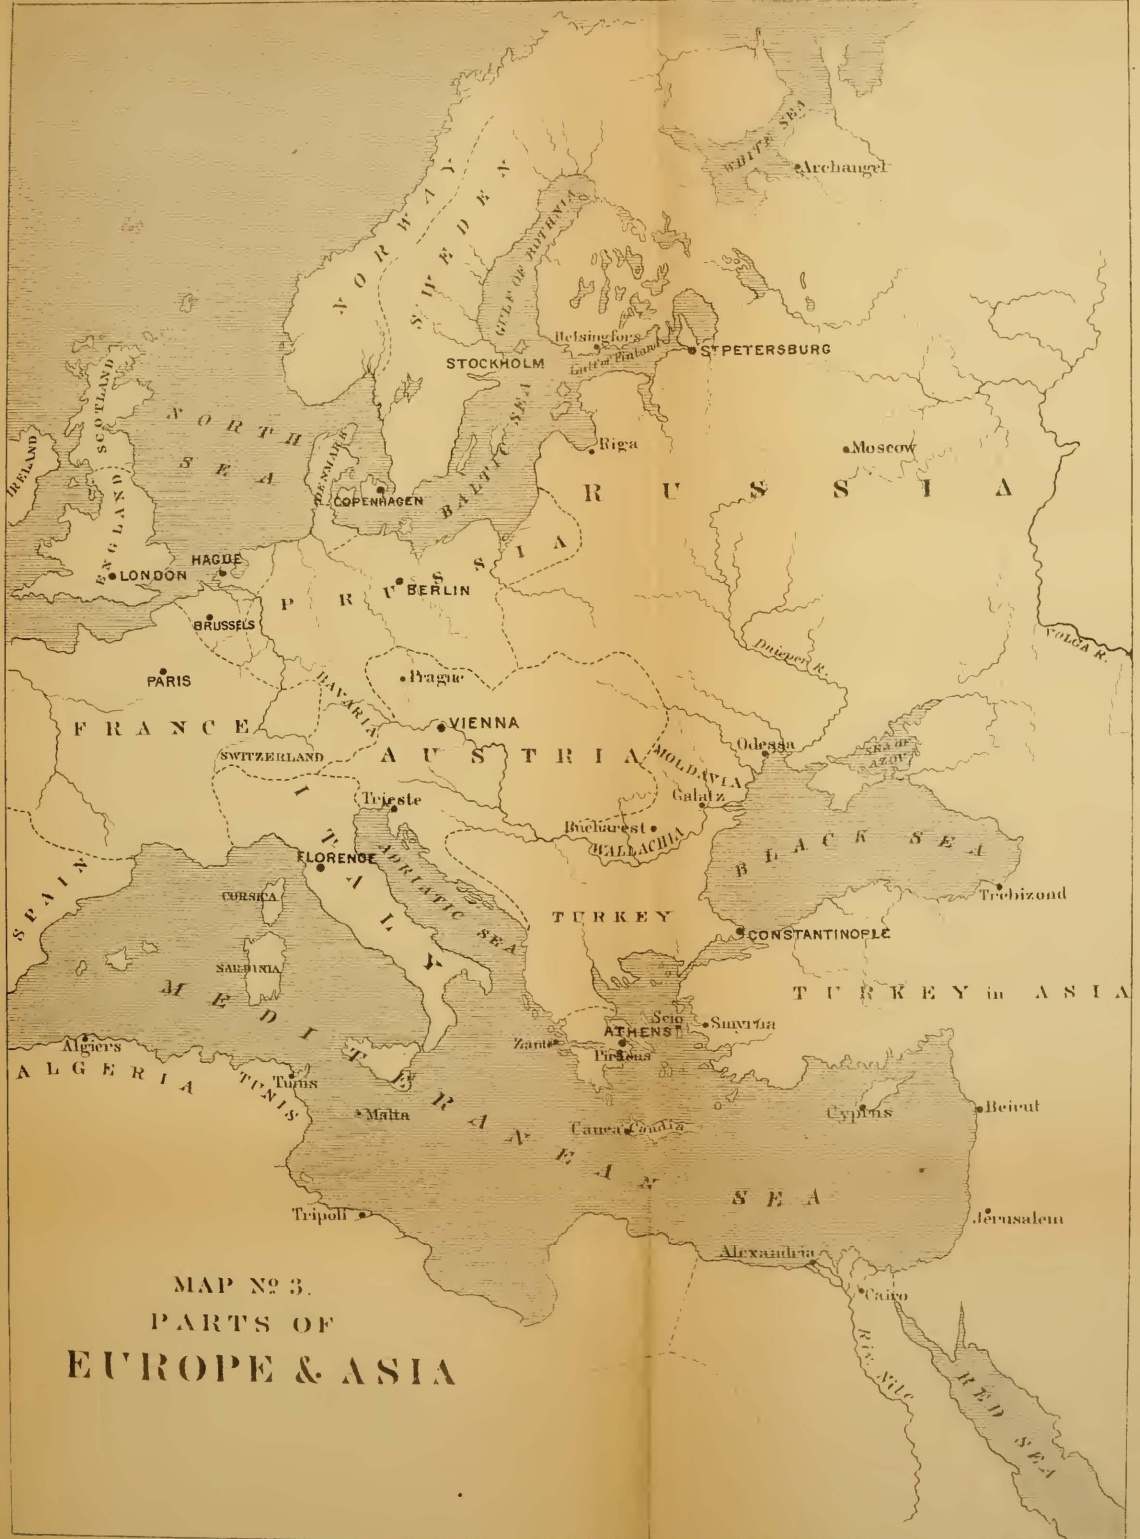 WHITE SEA
Archangel
NORWAY
SWEDEN
GULF OF BOTHNIA
Helsingfors
Gulf of Finland
ST PETERSBURG
STOCKHOLM
SCOTLAND
NORTH
SEA
IRELAND
DENMARK
COPENHAGEN
BALTIC SEA
Riga
Moscow
RUSSIA
ENGLAND
LONDON
HAGUE
PRUSSIA
BERLIN
BRUSSELS
Dnieper R.
VOLGA R.
PARIS
BAVARIA
Prague
FRANCE
VIENNA
SWITZERLAND
AUSTRIA
MOLDAVIA
Odessa
SEA OF
AZOV
Galatz
Trieste
Bucharest
WALLACHIA
BLACK SEA
ITALY
FLORENCE
ADRIATIC SEA
SPAIN
CORSICA
Trebizond
TURKEY
CONSTANTINOPLE
SARDINIA
TURKEY in ASIA
MEDITERANEAN
SEA
Scio
Smyrna
ATHENS
Zante
Piraeus
Algiers
ALGERIA
TUNIS
Tunis
Malta
Canea
Candia
Cyprus
Beirut
Tripoli
Jerusalem
Alexandria
Cairo
Riv. Nile
RED SEA
MAP No 3.
PARTS OF
EUROPE & ASIA